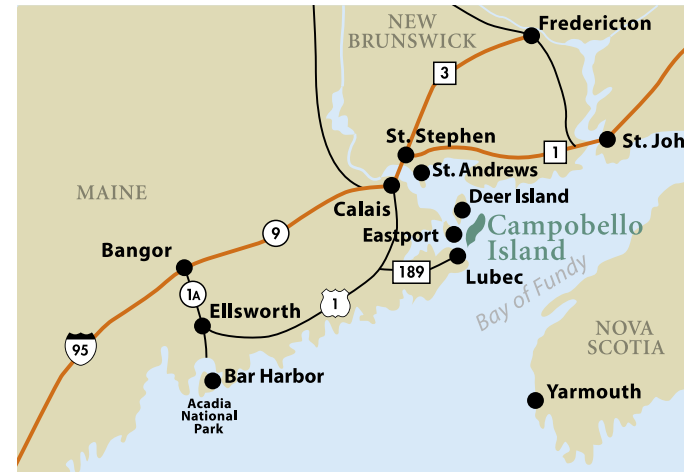 Fredericton
NEW
BRUNSWICK
3
St. Stephen
1
St. Joh
St. Andrews
MAINE
Calais
Deer Island
9
Eastport
Campobello
Island
Bangor
189
Lubec
1A
Ellsworth
1
Bay of Fundy
NOVA
SCOTIA
95
Bar Harbor
Yarmouth
Acadia
National
Park